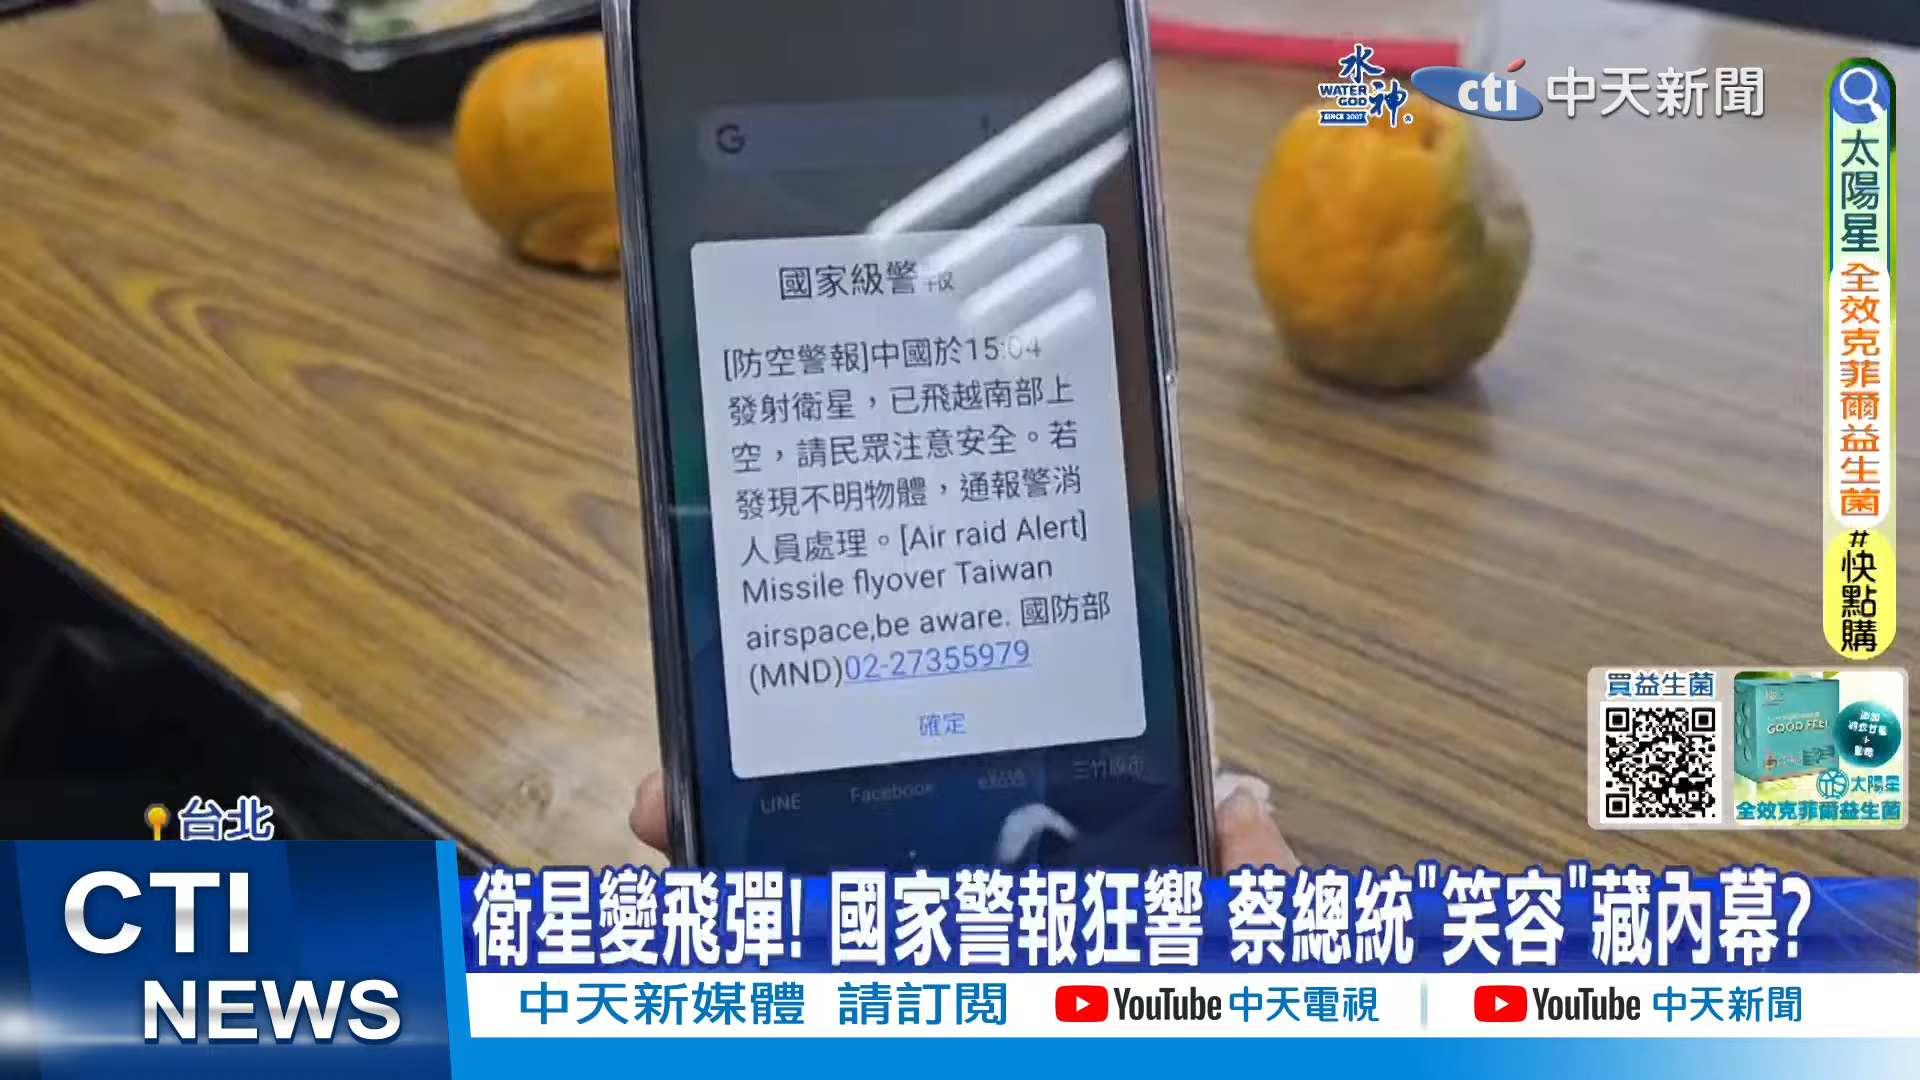 水神
WATER GOD
SINCE 2007
cti 中天新聞
G
國家級警報
[防空警報]中國於15:04
發射衛星，已飛越南部上
空，請民眾注意安全。若
發現不明物體，通報警消
人員處理。[Air raid Alert]
Missile flyover Taiwan
airspace,be aware. 國防部
(MND)02-27355979
確定
LINE
Facebook
太陽星
全效克菲爾益生菌
#快點購
買益生菌
GOOD FEEL
太陽星
全效克菲爾益生菌
台北
CTI
NEWS
衛星變飛彈! 國家警報狂響 蔡總統"笑容"藏內幕?
中天新媒體 請訂閱 YouTube 中天電視 | YouTube 中天新聞